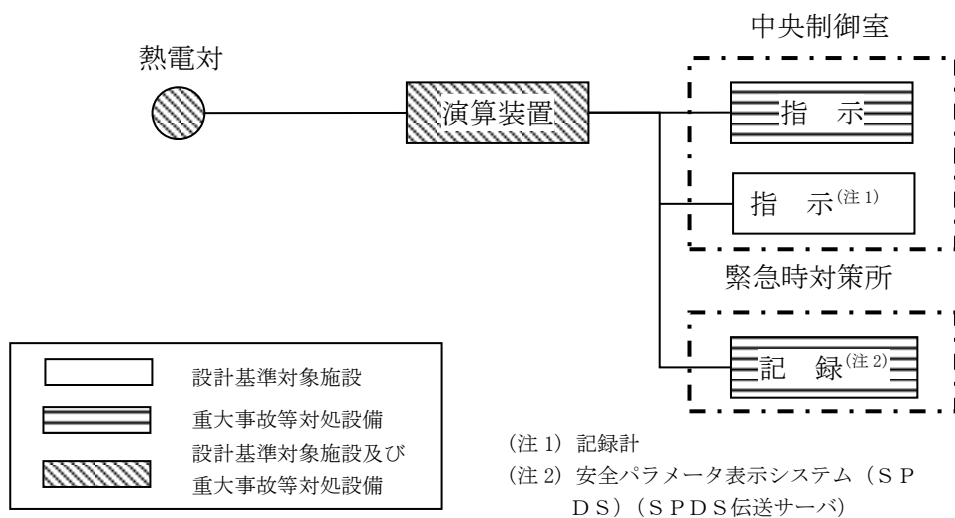 中央制御室
熱電対
演算装置
指　示
指　示(注1)
緊急時対策所
記　録(注2)
設計基準対象施設
重大事故等対処設備
設計基準対象施設及び
重大事故等対処設備
(注1) 記録計
(注2) 安全パラメータ表示システム（ＳＰ
ＤＳ）（ＳＰＤＳ伝送サーバ）